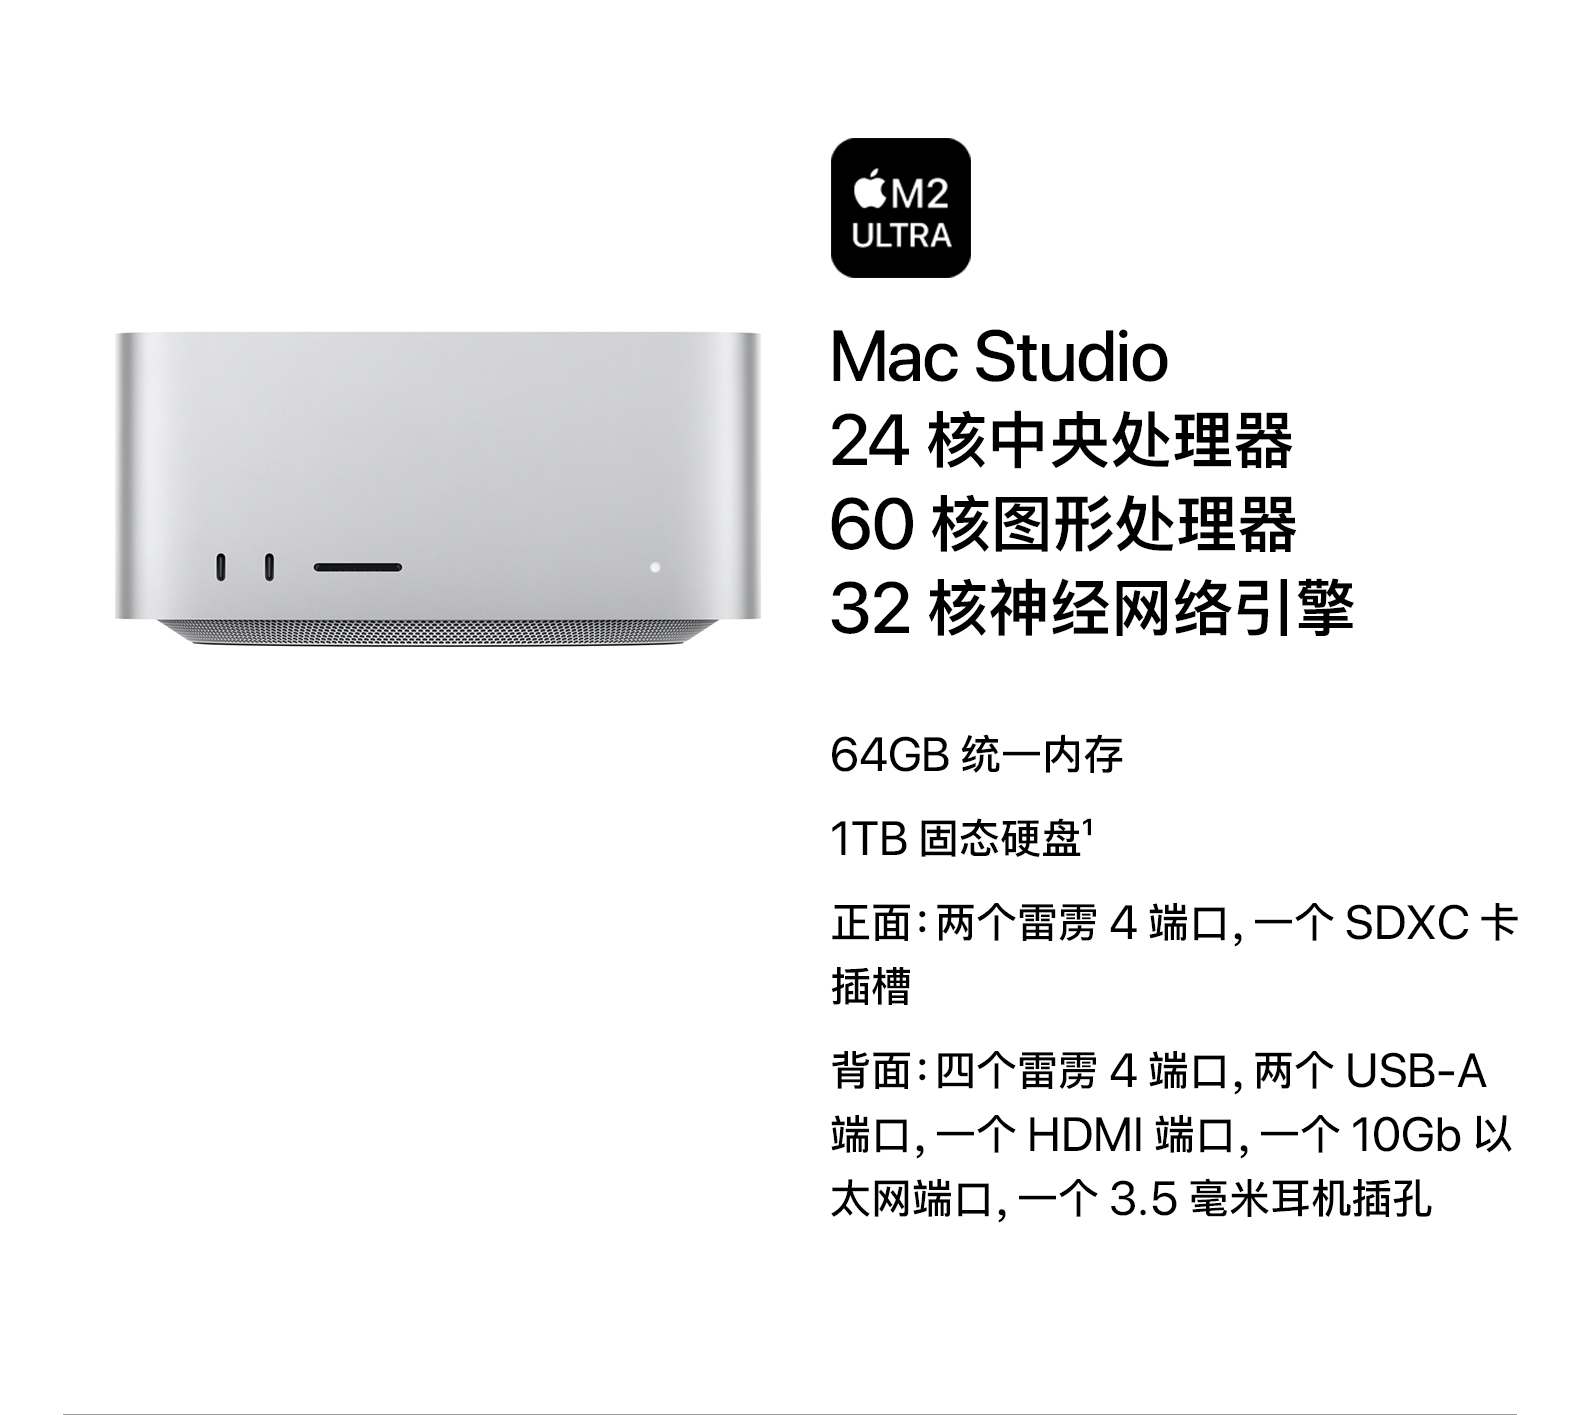 M2
ULTRA
Mac Studio
24 核中央处理器
60 核图形处理器
32 核神经网络引擎
64GB 统一内存
1TB 固态硬盘¹
正面：两个雷雳 4 端口，一个 SDXC 卡
插槽
背面：四个雷雳 4 端口，两个 USB-A
端口，一个 HDMI 端口，一个 10Gb 以
太网端口，一个 3.5 毫米耳机插孔